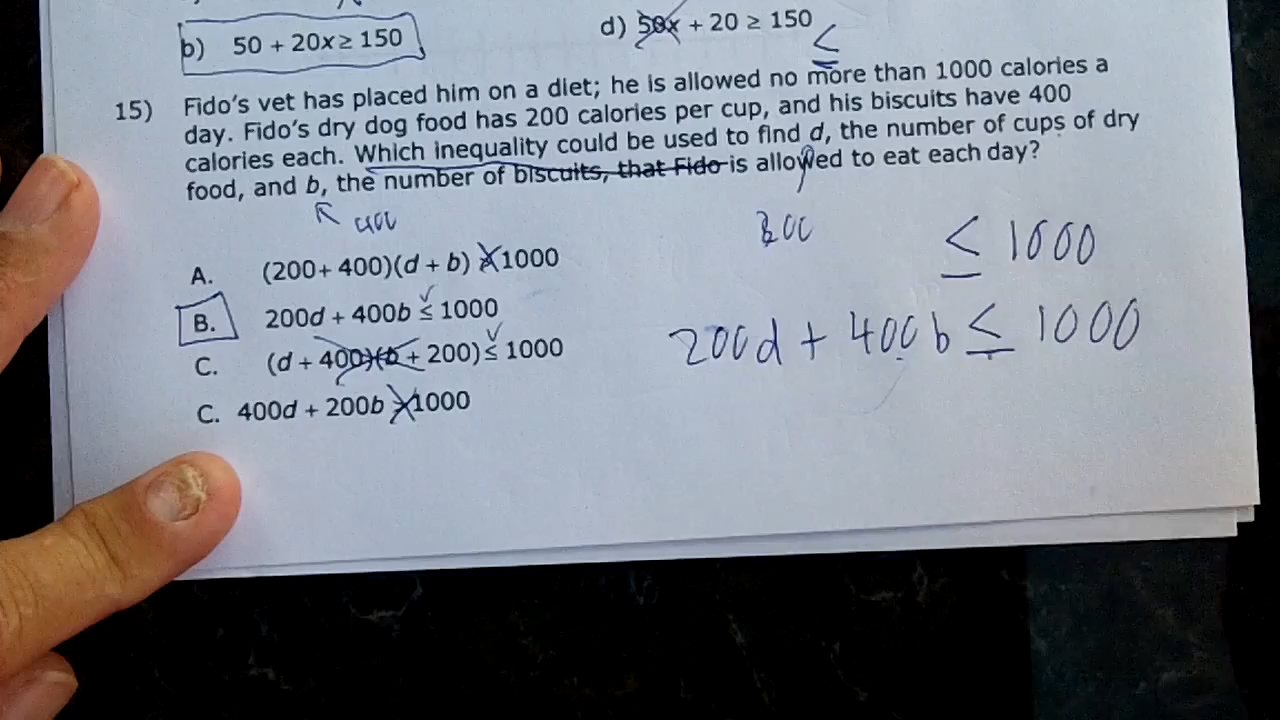 b) 50 + 20x ≥ 150
d) 50x + 20 ≥ 150
<
15) Fido's vet has placed him on a diet; he is allowed no more than 1000 calories a
day. Fido's dry dog food has 200 calories per cup, and his biscuits have 400
calories each. Which inequality could be used to find d, the number of cups of dry
food, and b, the number of biscuits, that Fido is allowed to eat each day?
400
200
≤ 1000
A. (200+ 400)(d + b) 1000
B. 200d + 400b ≤ 1000
200d + 400b ≤ 1000
C. (d + 400)(b + 200) ≤ 1000
C. 400d + 200b 1000